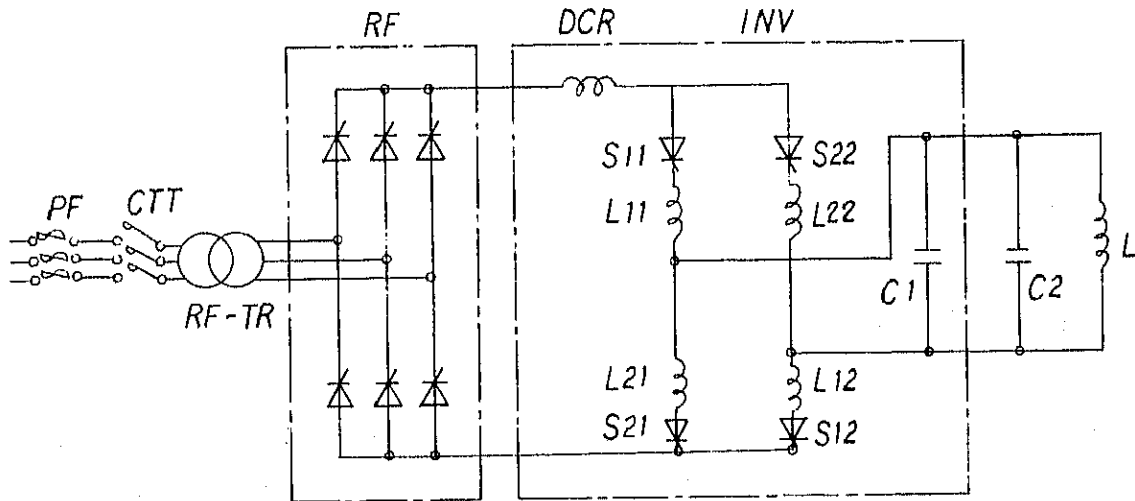 RF
DCR
INV
S11
S22
PF
CTT
L11
L22
L
C1
C2
RF-TR
L21
L12
S21
S12